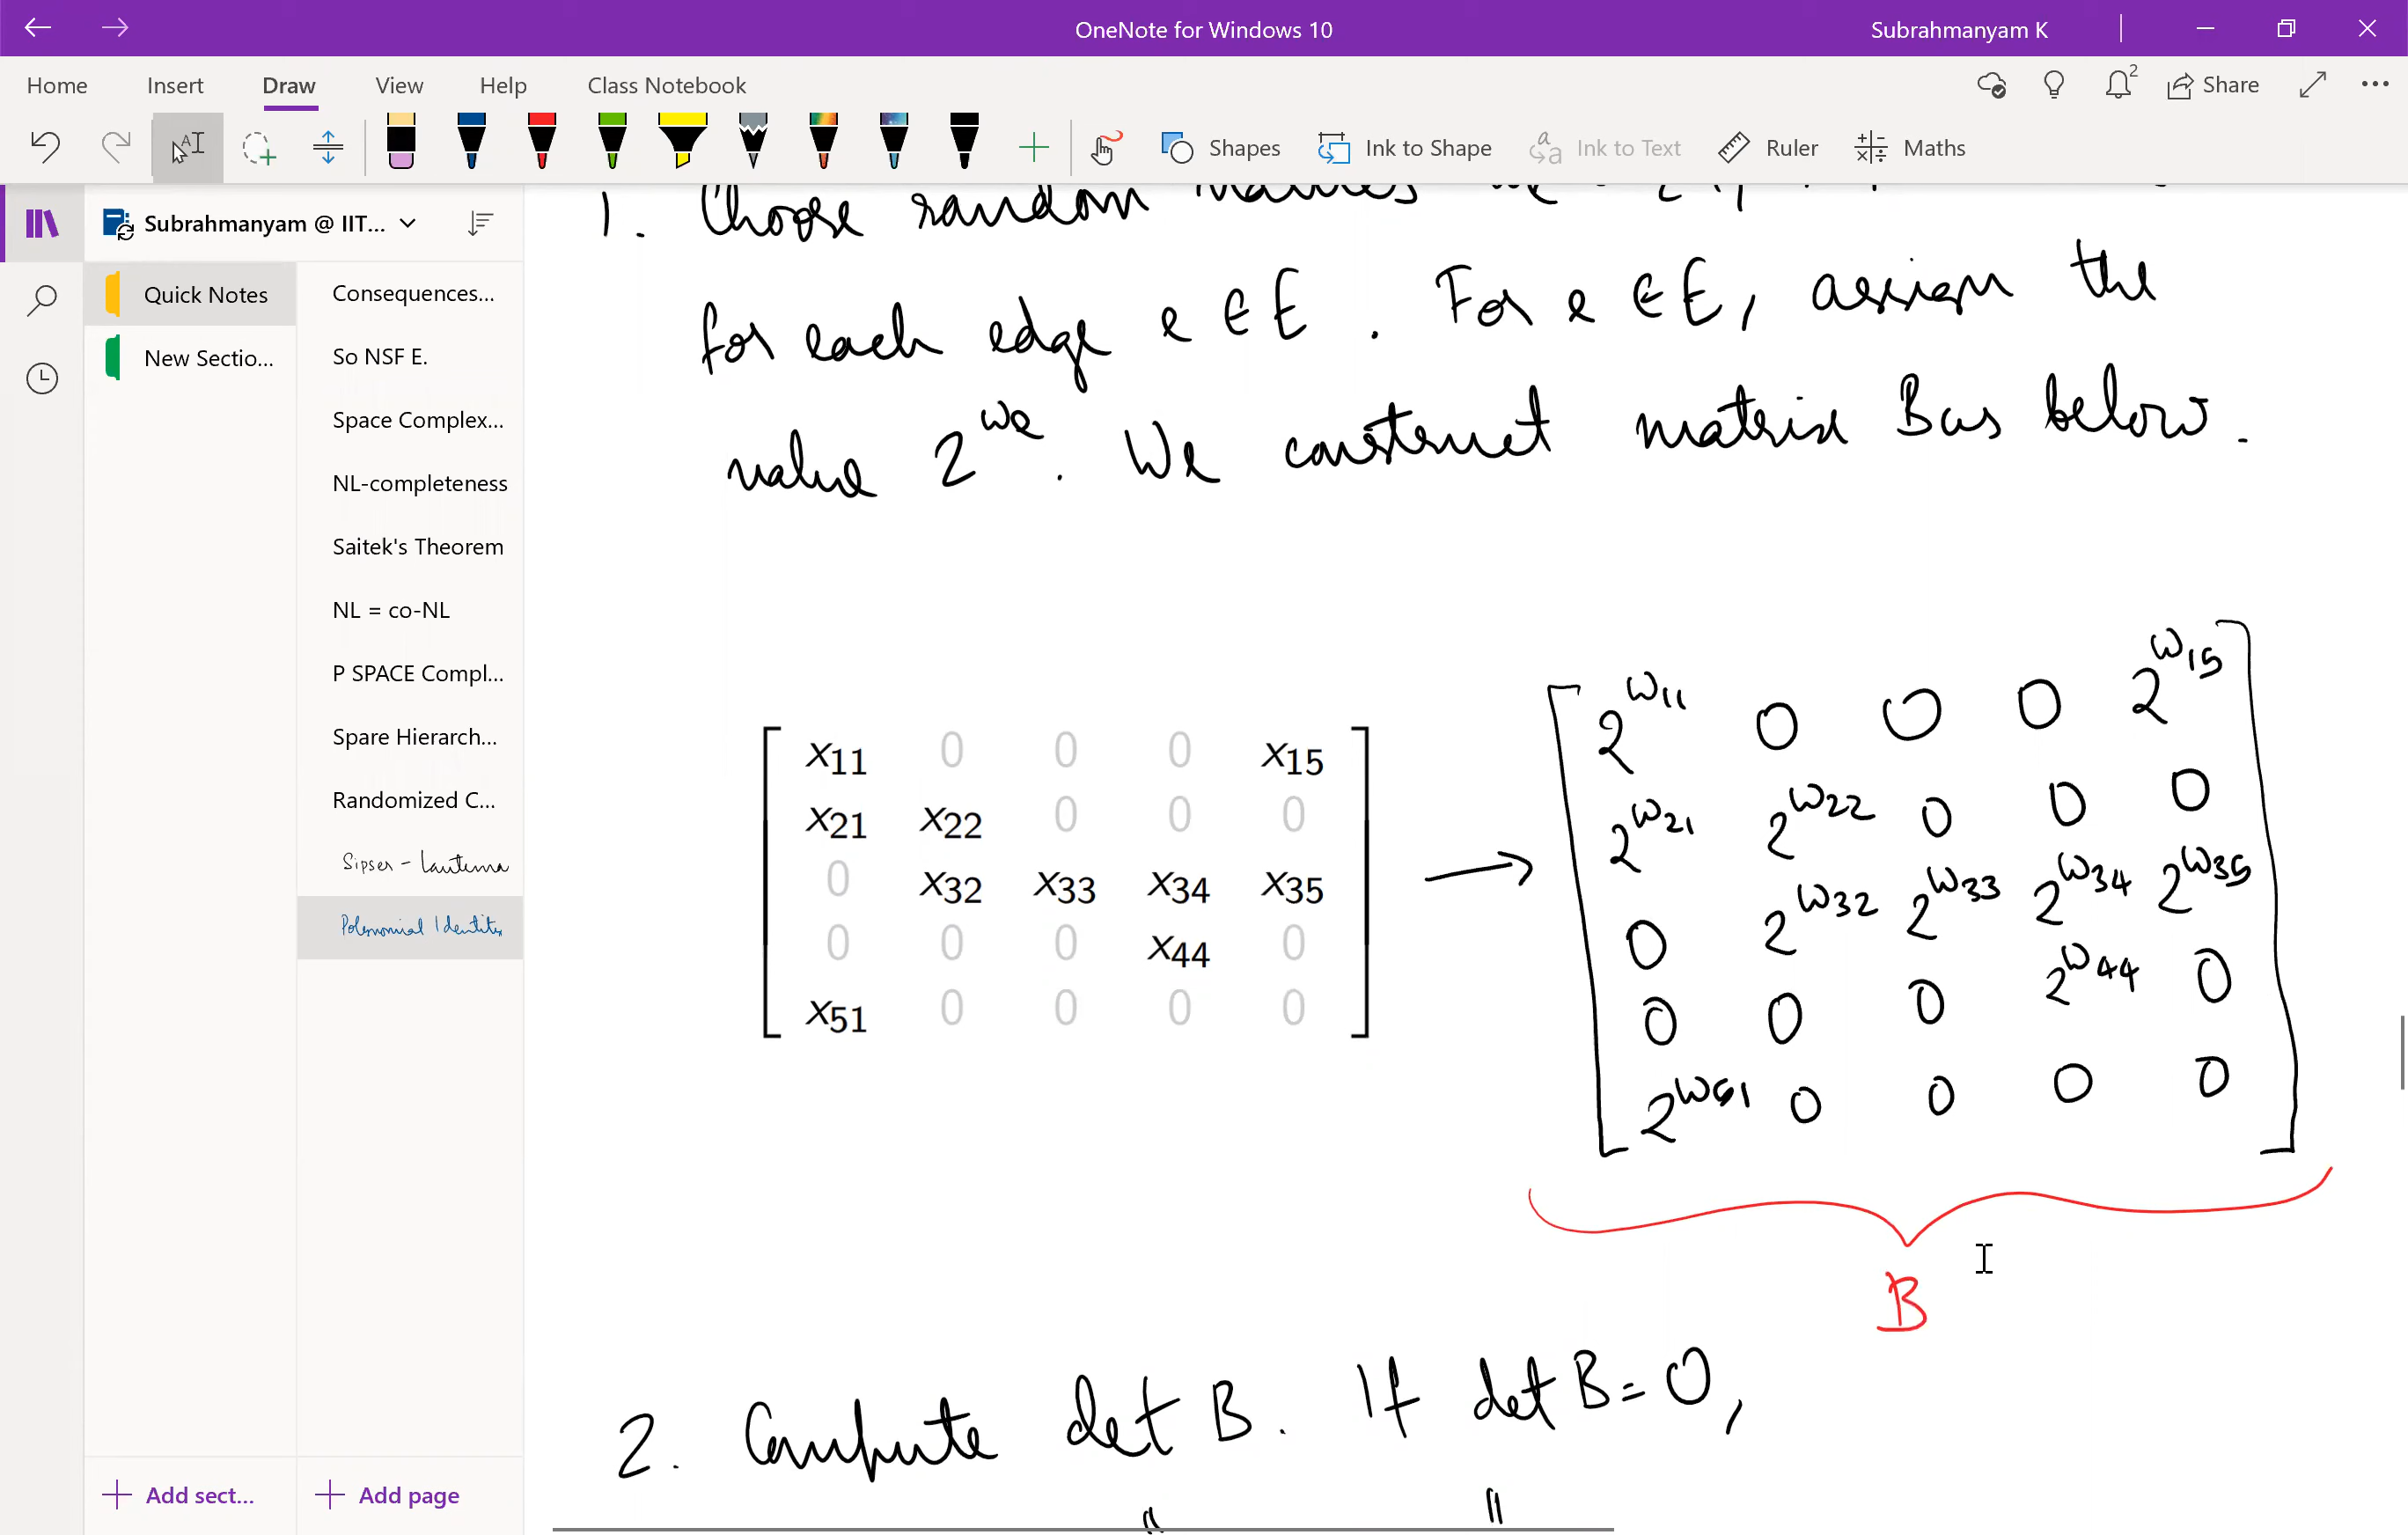 OneNote for Windows 10
Subrahmanyam K
Home Insert Draw View Help Class Notebook
2
Share
Shapes
Ink to Shape
Ink to Text
Ruler
Maths
Subrahmanyam @ IIT...
Quick Notes
New Sectio...
Consequences...
So NSF E.
Space Complex...
NL-completeness
Saitek's Theorem
NL = co-NL
P SPACE Compl...
Spare Hierarch...
Randomized C...
Sipser - Lautema
Polynomial Identity
Add sect...
Add page
1. Choose random values
for each edge e ∈ E. For e ∈ E, assign the
value 2^{w_e}. We construct matrix B as below.
x11 0 0 0 x15
x21 x22 0 0 0
0 x32 x33 x34 x35
0 0 0 x44 0
x51 0 0 0 0
→
2^{w11} 0 0 0 2^{w15}
2^{w21} 2^{w22} 0 0 0
0 2^{w32} 2^{w33} 2^{w34} 2^{w35}
0 0 0 2^{w44} 0
2^{w51} 0 0 0 0
B
2. Compute det B. If det B = 0,